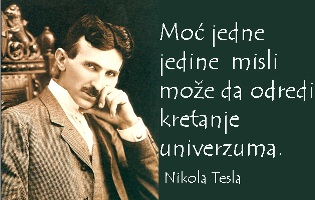 Moć jedne
jedine misli
može da odredi
kretanje
univerzuma.
Nikola Tesla